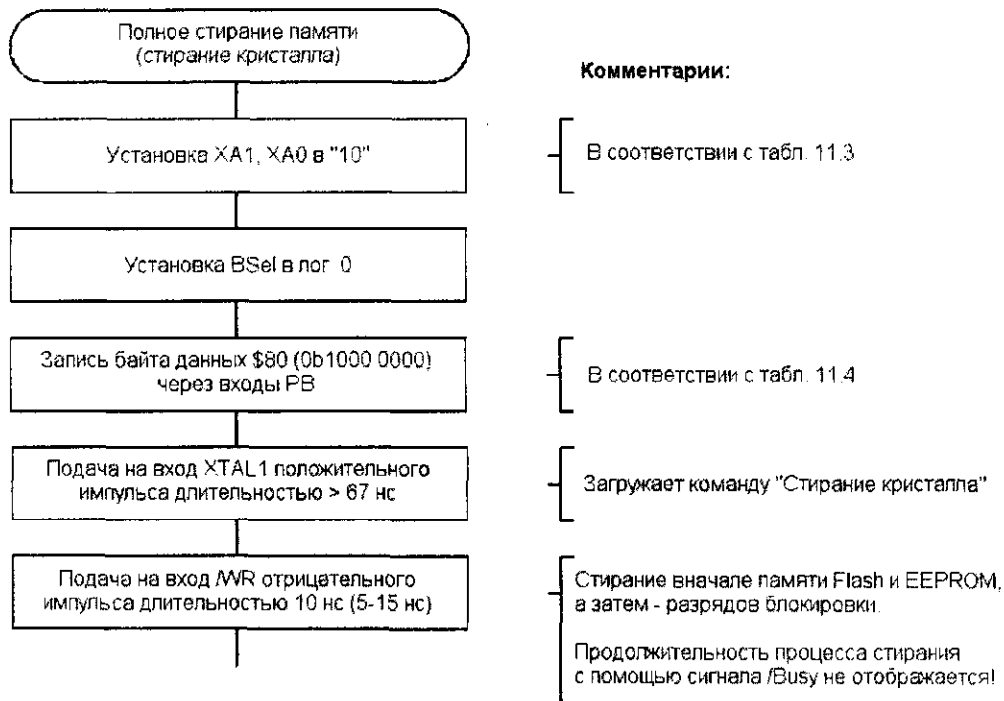 Полное стирание памяти
(стирание кристалла)
Комментарии:
Установка XA1, XA0 в "10"
В соответствии с табл. 11.3
Установка BSel в лог 0
Запись байта данных $80 (0b1000 0000)
через входы PB
В соответствии с табл. 11.4
Подача на вход XTAL1 положительного
импульса длительностью > 67 нс
Загружает команду "Стирание кристалла"
Подача на вход /WR отрицательного
импульса длительностью 10 нс (5-15 нс)
Стирание вначале памяти Flash и EEPROM,
а затем - разрядов блокировки.
Продолжительность процесса стирания
с помощью сигнала /Busy не отображается!